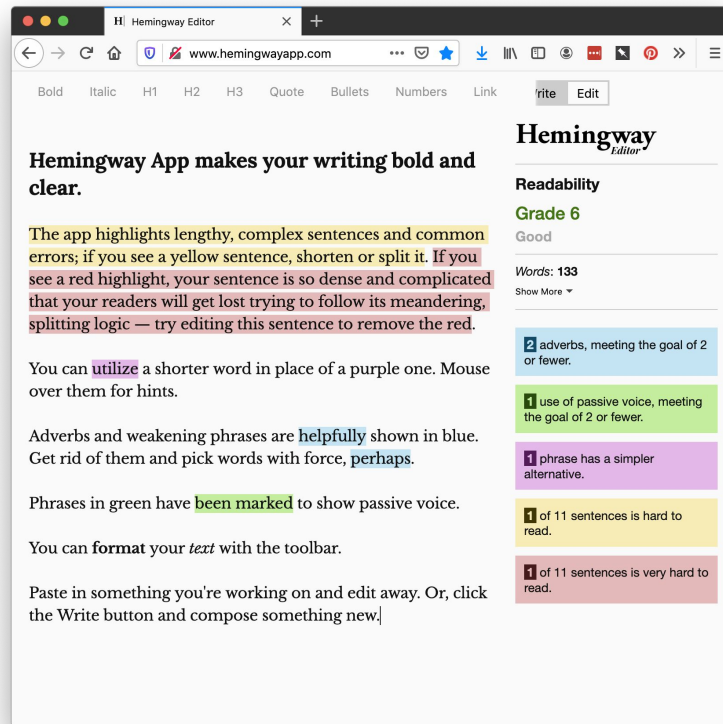 H Hemingway Editor
www.hemingwayapp.com
Bold Italic H1 H2 H3 Quote Bullets Numbers Link rite Edit
Hemingway
Editor
Hemingway App makes your writing bold and
clear.
The app highlights lengthy, complex sentences and common
errors; if you see a yellow sentence, shorten or split it. If you
see a red highlight, your sentence is so dense and complicated
that your readers will get lost trying to follow its meandering,
splitting logic — try editing this sentence to remove the red.
You can utilize a shorter word in place of a purple one. Mouse
over them for hints.
Adverbs and weakening phrases are helpfully shown in blue.
Get rid of them and pick words with force, perhaps.
Phrases in green have been marked to show passive voice.
You can format your text with the toolbar.
Paste in something you're working on and edit away. Or, click
the Write button and compose something new.
Readability
Grade 6
Good
Words: 133
Show More
2 adverbs, meeting the goal of 2
or fewer.
1 use of passive voice, meeting
the goal of 2 or fewer.
1 phrase has a simpler
alternative.
1 of 11 sentences is hard to
read.
1 of 11 sentences is very hard to
read.